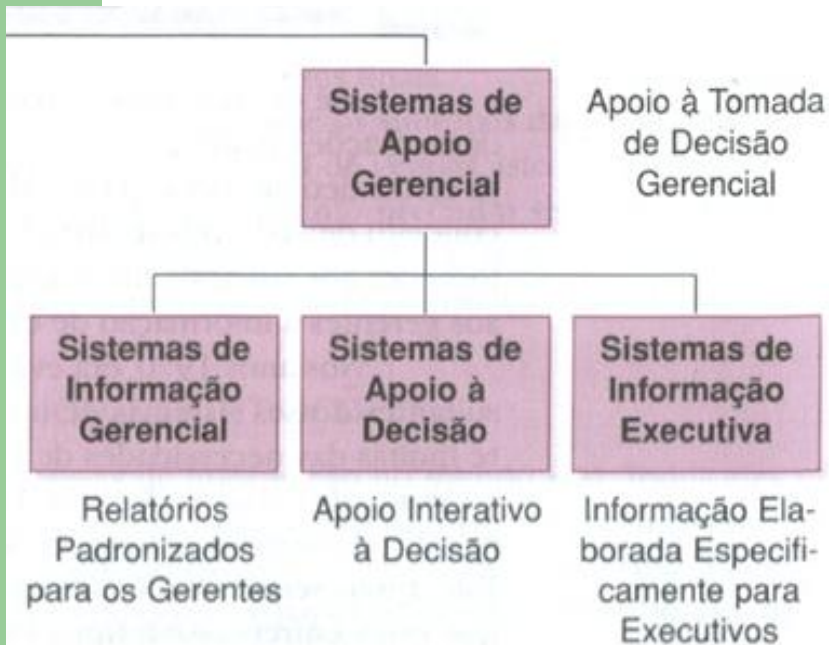 Sistemas de
Apoio
Gerencial
Apoio à Tomada
de Decisão
Gerencial
Sistemas de
Informação
Gerencial
Sistemas de
Apoio à
Decisão
Sistemas de
Informação
Executiva
Relatórios
Padronizados
para os Gerentes
Apoio Interativo
à Decisão
Informação Ela-
borada Especifi-
camente para
Executivos